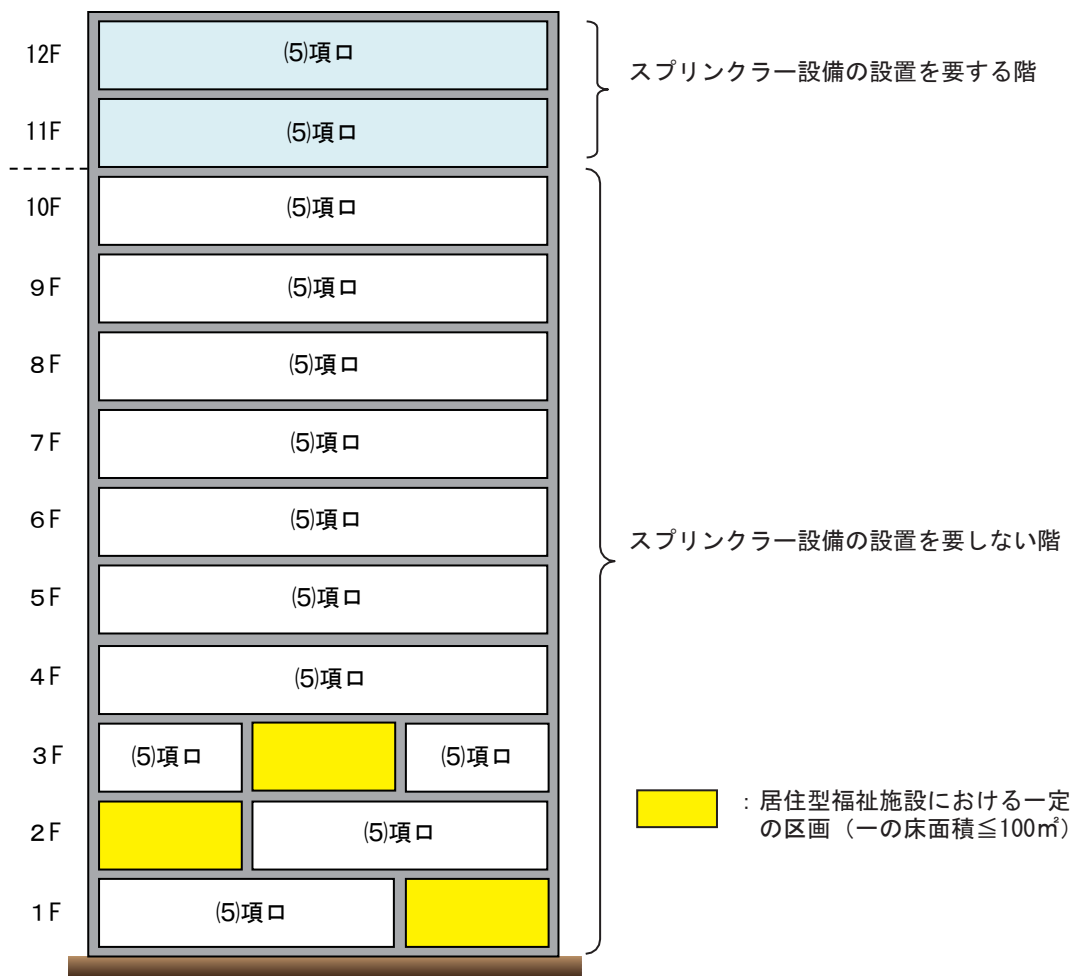 12F
(5)項ロ
スプリンクラー設備の設置を要する階
11F
(5)項ロ
10F
(5)項ロ
9F
(5)項ロ
8F
(5)項ロ
7F
(5)項ロ
6F
(5)項ロ
スプリンクラー設備の設置を要しない階
5F
(5)項ロ
4F
(5)項ロ
3F
(5)項ロ
(5)項ロ
2F
(5)項ロ
1F
(5)項ロ
:居住型福祉施設における一定
の区画(一の床面積≦100㎡)